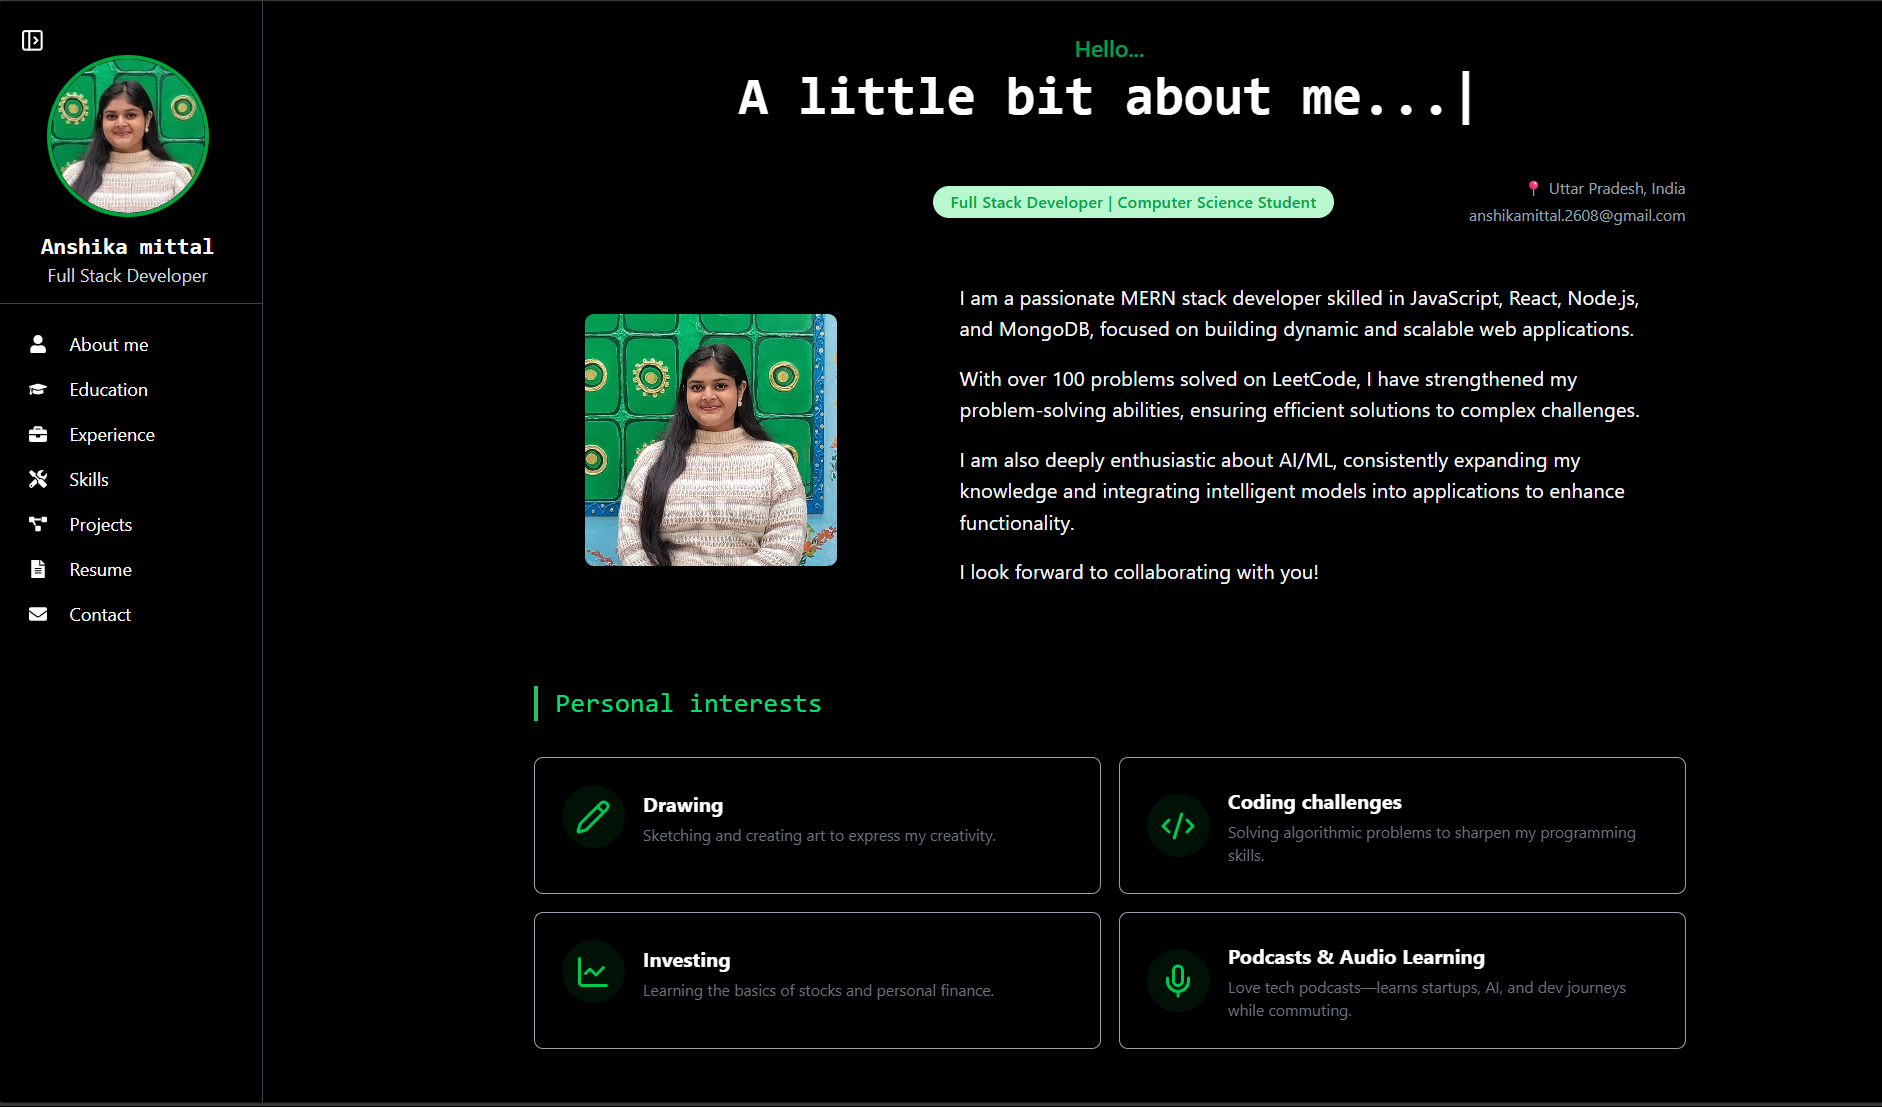 Anshika mittal
Full Stack Developer
About me
Education
Experience
Skills
Projects
Resume
Contact
Hello...
A little bit about me...|
Full Stack Developer | Computer Science Student
Uttar Pradesh, India
anshikamittal.2608@gmail.com
I am a passionate MERN stack developer skilled in JavaScript, React, Node.js,
and MongoDB, focused on building dynamic and scalable web applications.
With over 100 problems solved on LeetCode, I have strengthened my
problem-solving abilities, ensuring efficient solutions to complex challenges.
I am also deeply enthusiastic about AI/ML, consistently expanding my
knowledge and integrating intelligent models into applications to enhance
functionality.
I look forward to collaborating with you!
Personal interests
Drawing
Sketching and creating art to express my creativity.
Coding challenges
Solving algorithmic problems to sharpen my programming
skills.
Investing
Learning the basics of stocks and personal finance.
Podcasts & Audio Learning
Love tech podcasts—learns startups, AI, and dev journeys
while commuting.